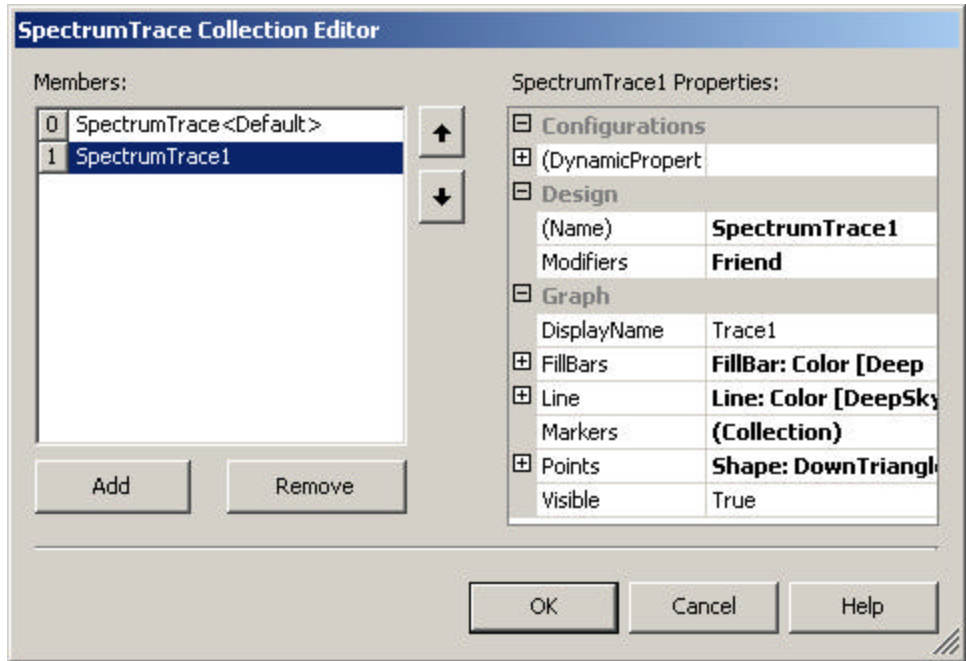 SpectrumTrace Collection Editor
Members:
0 SpectrumTrace<Default>
1 SpectrumTrace1
Add
Remove
SpectrumTrace1 Properties:
Configurations
(DynamicPropert
Design
(Name) SpectrumTrace1
Modifiers Friend
Graph
DisplayName Trace1
FillBars FillBar: Color [Deep
Line Line: Color [DeepSky
Markers (Collection)
Points Shape: DownTriangl
Visible True
OK
Cancel
Help